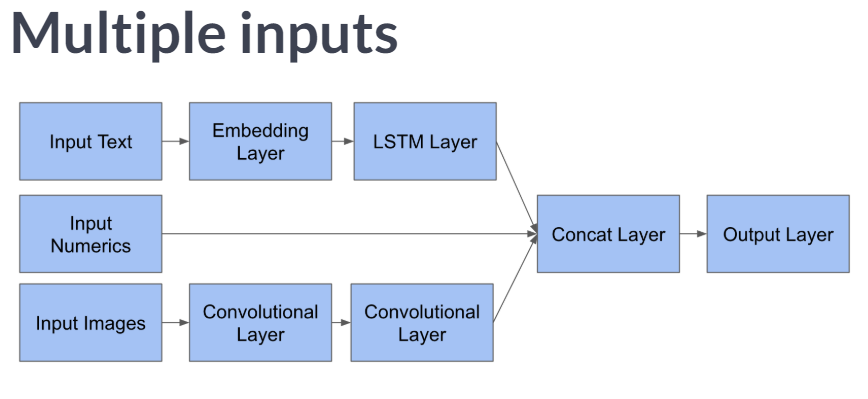 Multiple inputs
Input Text
Embedding
Layer
LSTM Layer
Input
Numerics
Concat Layer
Output Layer
Input Images
Convolutional
Layer
Convolutional
Layer